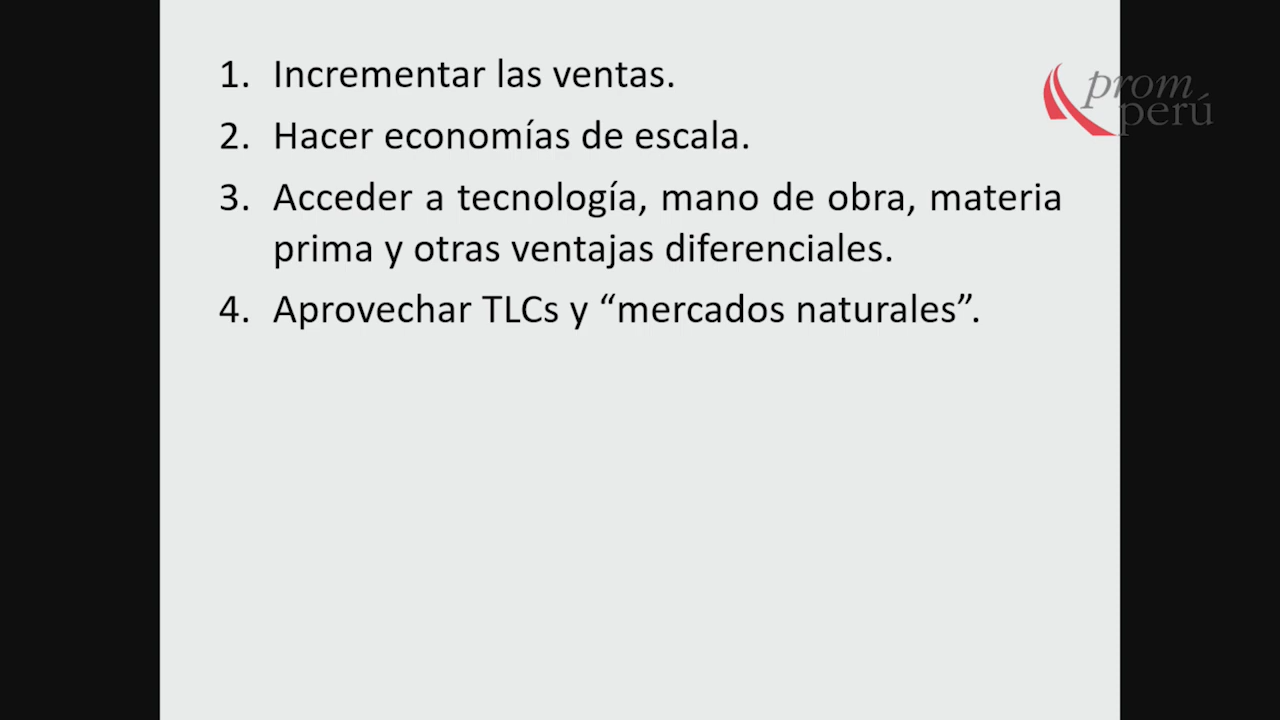 1. Incrementar las ventas.
2. Hacer economías de escala.
3. Acceder a tecnología, mano de obra, materia
prima y otras ventajas diferenciales.
4. Aprovechar TLCs y “mercados naturales”.
prom
perú